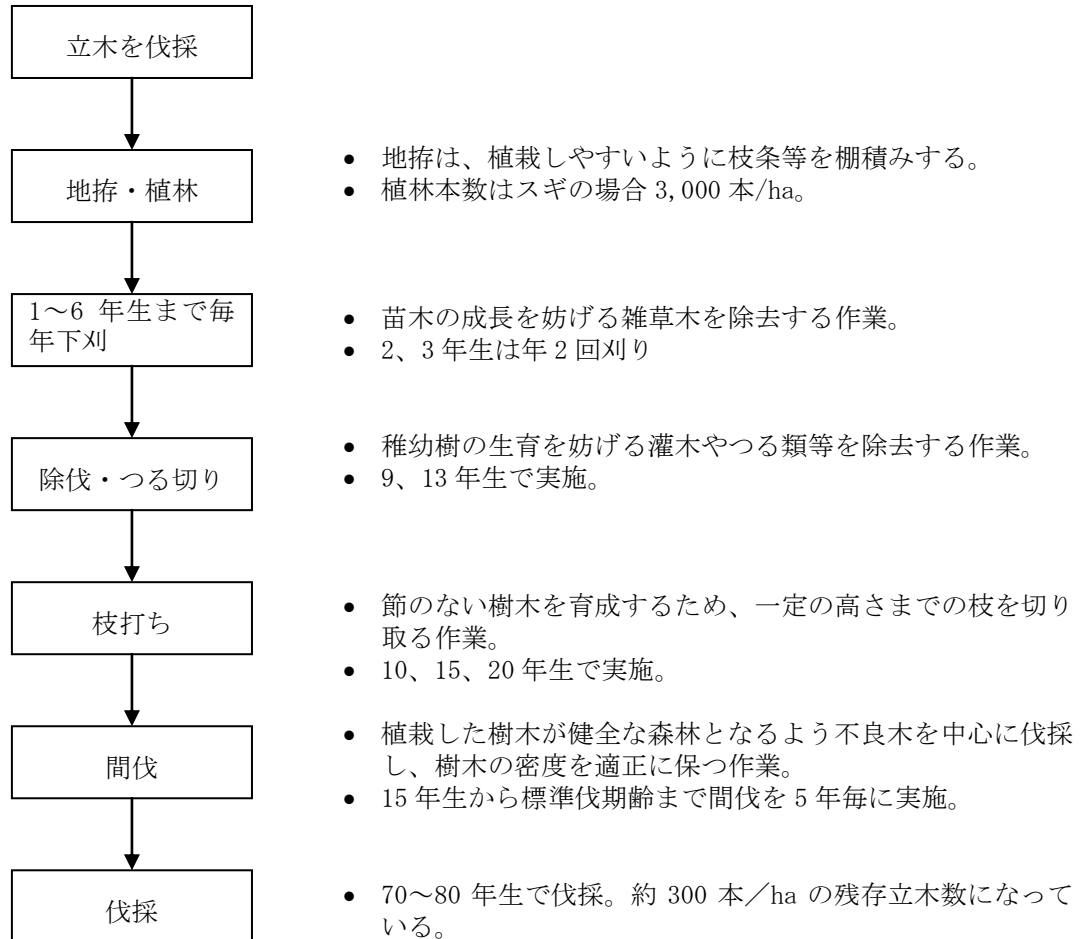 立木を伐採
地拵・植林
• 地拵は、植栽しやすいように枝条等を棚積みする。
• 植林本数はスギの場合 3,000 本/ha。
1～6 年生まで毎
年下刈
• 苗木の成長を妨げる雑草木を除去する作業。
• 2、3 年生は年 2 回刈り
除伐・つる切り
• 稚幼樹の生育を妨げる灌木やつる類等を除去する作業。
• 9、13 年生で実施。
枝打ち
• 節のない樹木を育成するため、一定の高さまでの枝を切り
取る作業。
• 10、15、20 年生で実施。
間伐
• 植栽した樹木が健全な森林となるよう不良木を中心に伐採
し、樹木の密度を適正に保つ作業。
• 15 年生から標準伐期齢まで間伐を 5 年毎に実施。
伐採
• 70～80 年生で伐採。約 300 本／ha の残存立木数になって
いる。